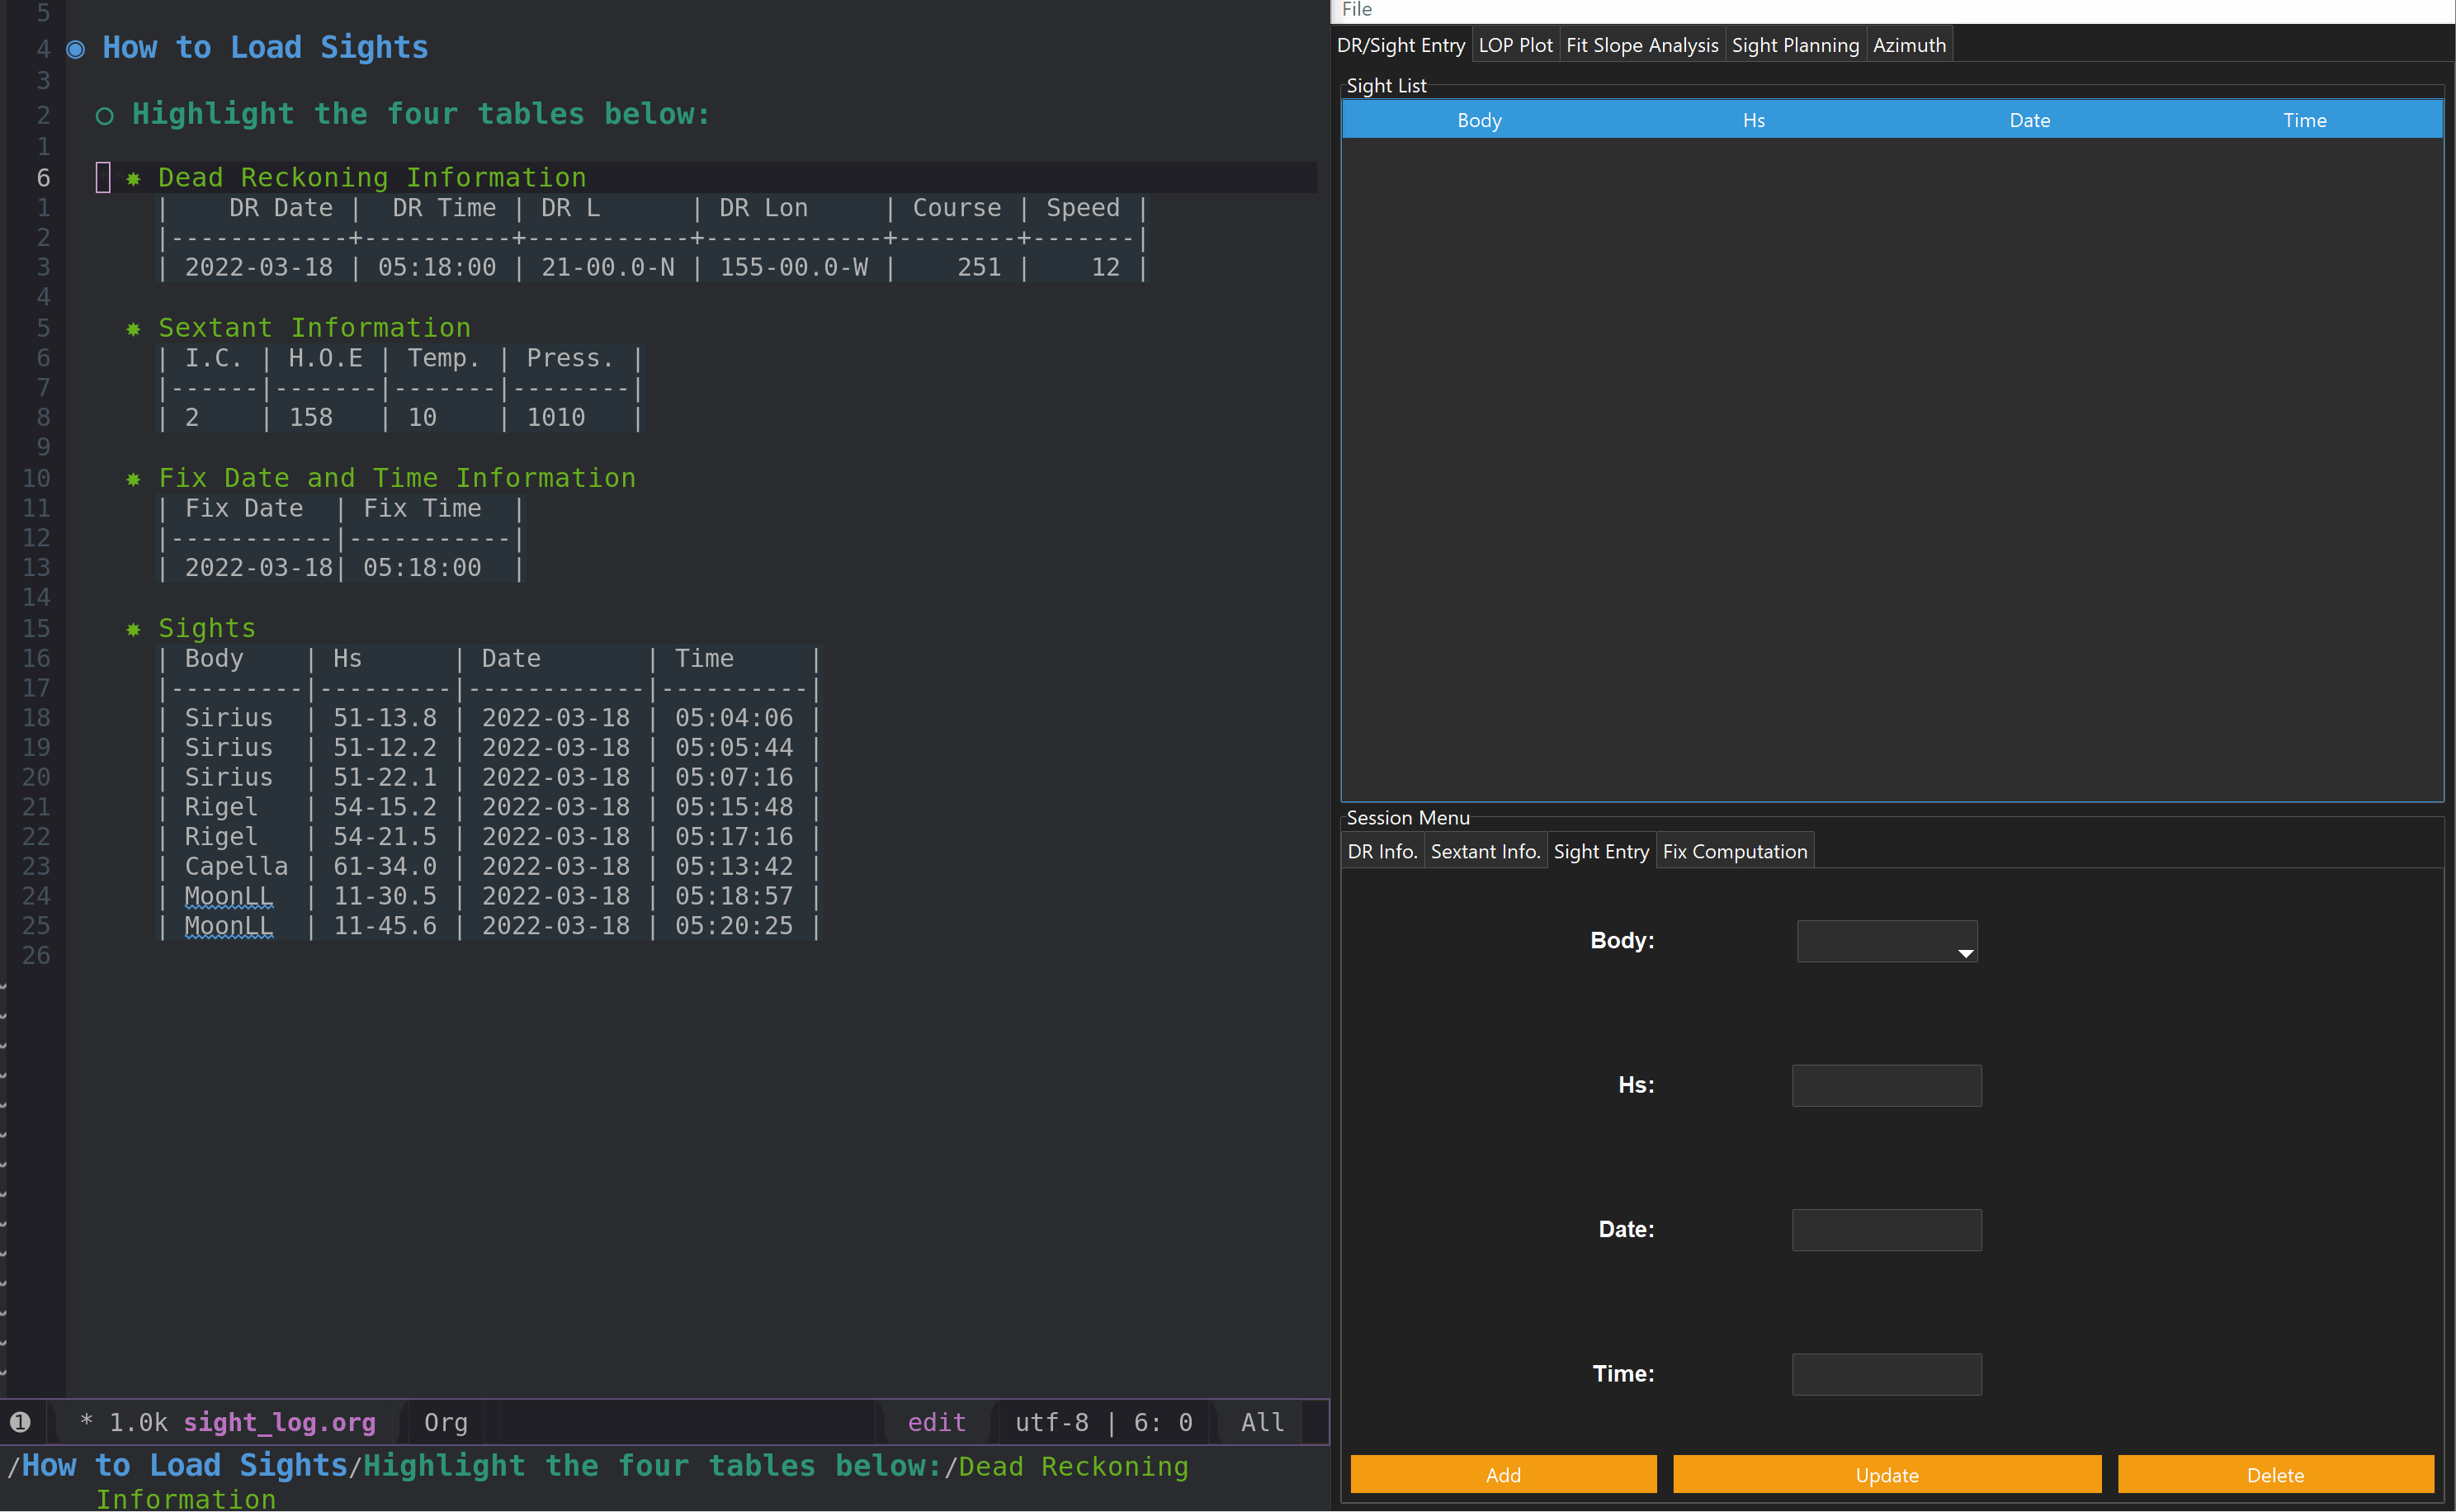 5
4 ◉ How to Load Sights
3
2 ○ Highlight the four tables below:
1
6 ** ✸ Dead Reckoning Information
1 |    DR Date |  DR Time | DR L      | DR Lon     | Course | Speed |
2 |------------+----------+-----------+------------+--------+-------|
3 | 2022-03-18 | 05:18:00 | 21-00.0-N | 155-00.0-W |    251 |    12 |
4
5 ✸ Sextant Information
6 | I.C. | H.O.E | Temp. | Press. |
7 |------|-------|-------|--------|
8 | 2    | 158   | 10    | 1010   |
9
10 ✸ Fix Date and Time Information
11 | Fix Date  | Fix Time  |
12 |-----------|-----------|
13 | 2022-03-18| 05:18:00  |
14
15 ✸ Sights
16 | Body    | Hs      | Date       | Time     |
17 |---------|---------|------------|----------|
18 | Sirius  | 51-13.8 | 2022-03-18 | 05:04:06 |
19 | Sirius  | 51-12.2 | 2022-03-18 | 05:05:44 |
20 | Sirius  | 51-22.1 | 2022-03-18 | 05:07:16 |
21 | Rigel   | 54-15.2 | 2022-03-18 | 05:15:48 |
22 | Rigel   | 54-21.5 | 2022-03-18 | 05:17:16 |
23 | Capella | 61-34.0 | 2022-03-18 | 05:13:42 |
24 | MoonLL  | 11-30.5 | 2022-03-18 | 05:18:57 |
25 | MoonLL  | 11-45.6 | 2022-03-18 | 05:20:25 |
26
❶ * 1.0k sight_log.org Org edit utf-8 | 6: 0 All
/How to Load Sights/Highlight the four tables below:/Dead Reckoning
Information
File
DR/Sight Entry LOP Plot Fit Slope Analysis Sight Planning Azimuth
Sight List
Body Hs Date Time
Session Menu
DR Info. Sextant Info. Sight Entry Fix Computation
Body:
Hs:
Date:
Time:
Add Update Delete